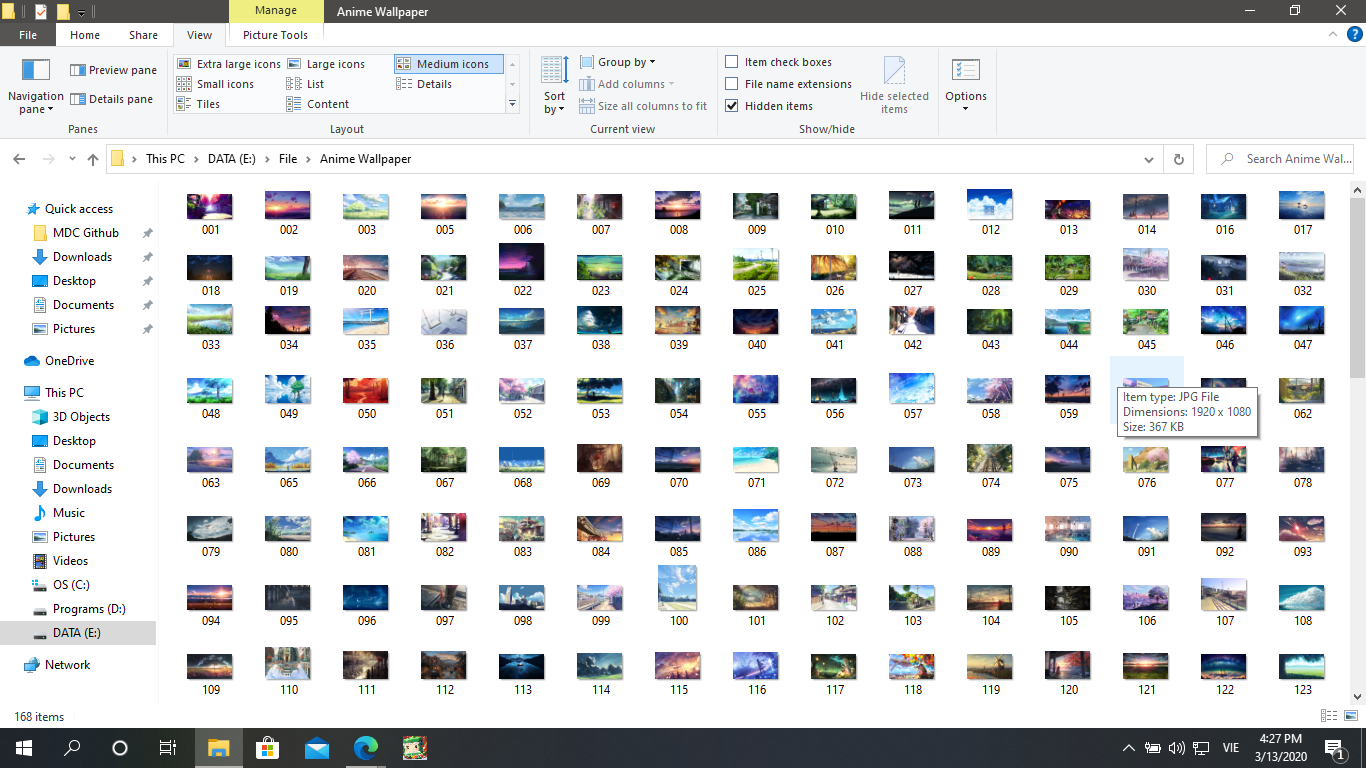 Manage
Anime Wallpaper
File Home Share View Picture Tools
Navigation pane
Preview pane
Details pane
Panes
Extra large icons Large icons Medium icons
Small icons List Details
Tiles Content
Layout
Sort by
Group by
Add columns
Size all columns to fit
Current view
Item check boxes
File name extensions
Hidden items
Hide selected items
Show/hide
Options
This PC > DATA (E:) > File > Anime Wallpaper
Search Anime Wal...
Quick access
MDC Github
Downloads
Desktop
Documents
Pictures
OneDrive
This PC
3D Objects
Desktop
Documents
Downloads
Music
Pictures
Videos
OS (C:)
Programs (D:)
DATA (E:)
Network
001 002 003 005 006 007 008 009 010 011 012 013 014 016 017
018 019 020 021 022 023 024 025 026 027 028 029 030 031 032
033 034 035 036 037 038 039 040 041 042 043 044 045 046 047
048 049 050 051 052 053 054 055 056 057 058 059 062
Item type: JPG File
Dimensions: 1920 x 1080
Size: 367 KB
063 065 066 067 068 069 070 071 072 073 074 075 076 077 078
079 080 081 082 083 084 085 086 087 088 089 090 091 092 093
094 095 096 097 098 099 100 101 102 103 104 105 106 107 108
109 110 111 112 113 114 115 116 117 118 119 120 121 122 123
168 items
VIE
4:27 PM
3/13/2020
1